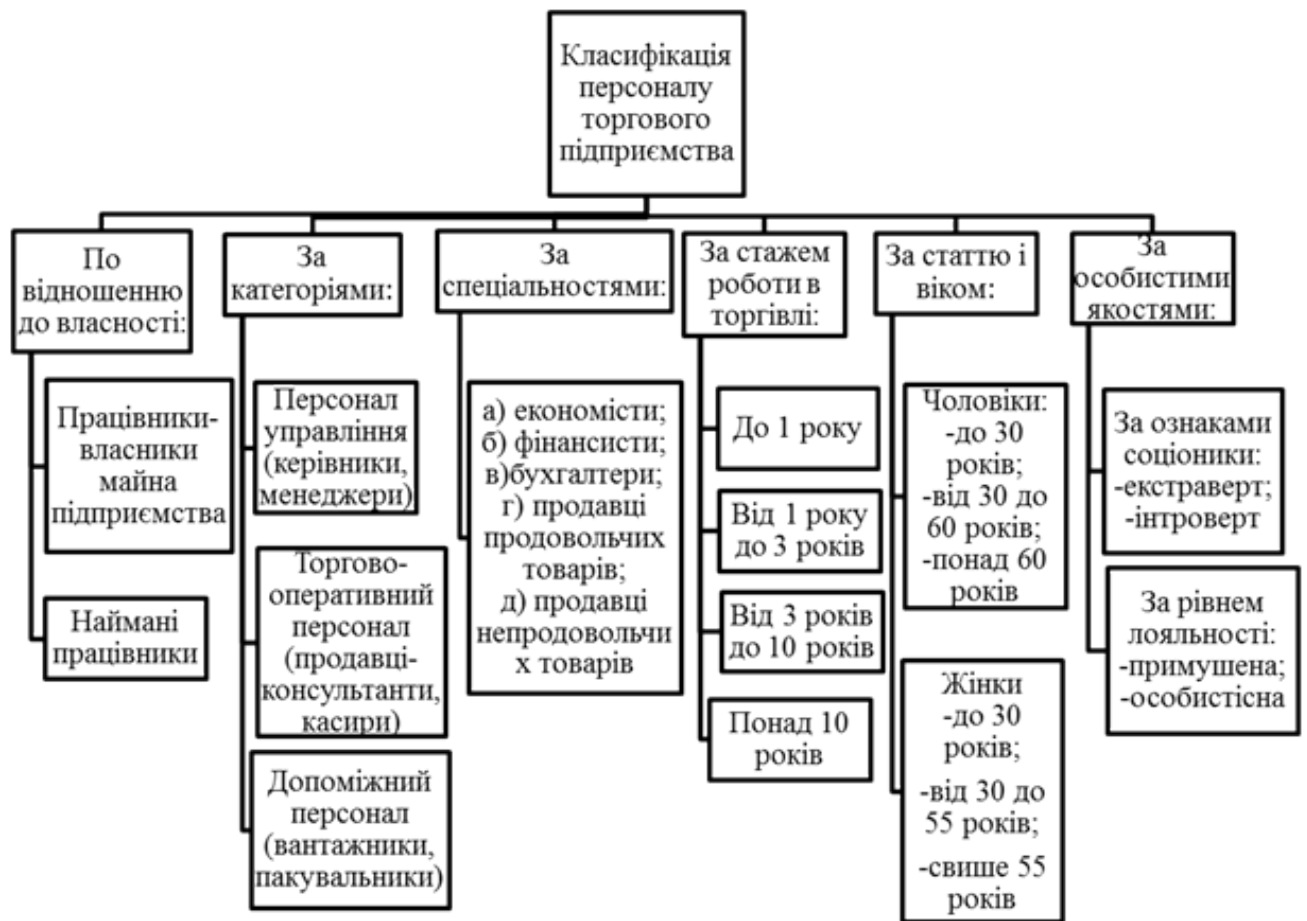 Класифікація
персоналу
торгового
підприємства
По
відношенню
до власності:
Працівники-
власники
майна
підприємства
Наймані
працівники
За
категоріями:
Персонал
управління
(керівники,
менеджери)
Торгово-
оперативний
персонал
(продавці-
консультанти,
касири)
Допоміжний
персонал
(вантажники,
пакувальники)
За
спеціальностями:
а) економісти;
б) фінансисти;
в)бухгалтери;
г) продавці
продовольчих
товарів;
д) продавці
непродовольчи
х товарів
За стажем
роботи в
торгівлі:
До 1 року
Від 1 року
до 3 років
Від 3 років
до 10 років
Понад 10
років
За статтю і
віком:
Чоловіки:
-до 30
років;
-від 30 до
60 років;
-понад 60
років
Жінки
-до 30
років;
-від 30 до
55 років;
-свише 55
років
За
особистими
якостями:
За ознаками
соціоники:
-екстраверт;
-інтроверт
За рівнем
лояльності:
-примушена;
-особистісна